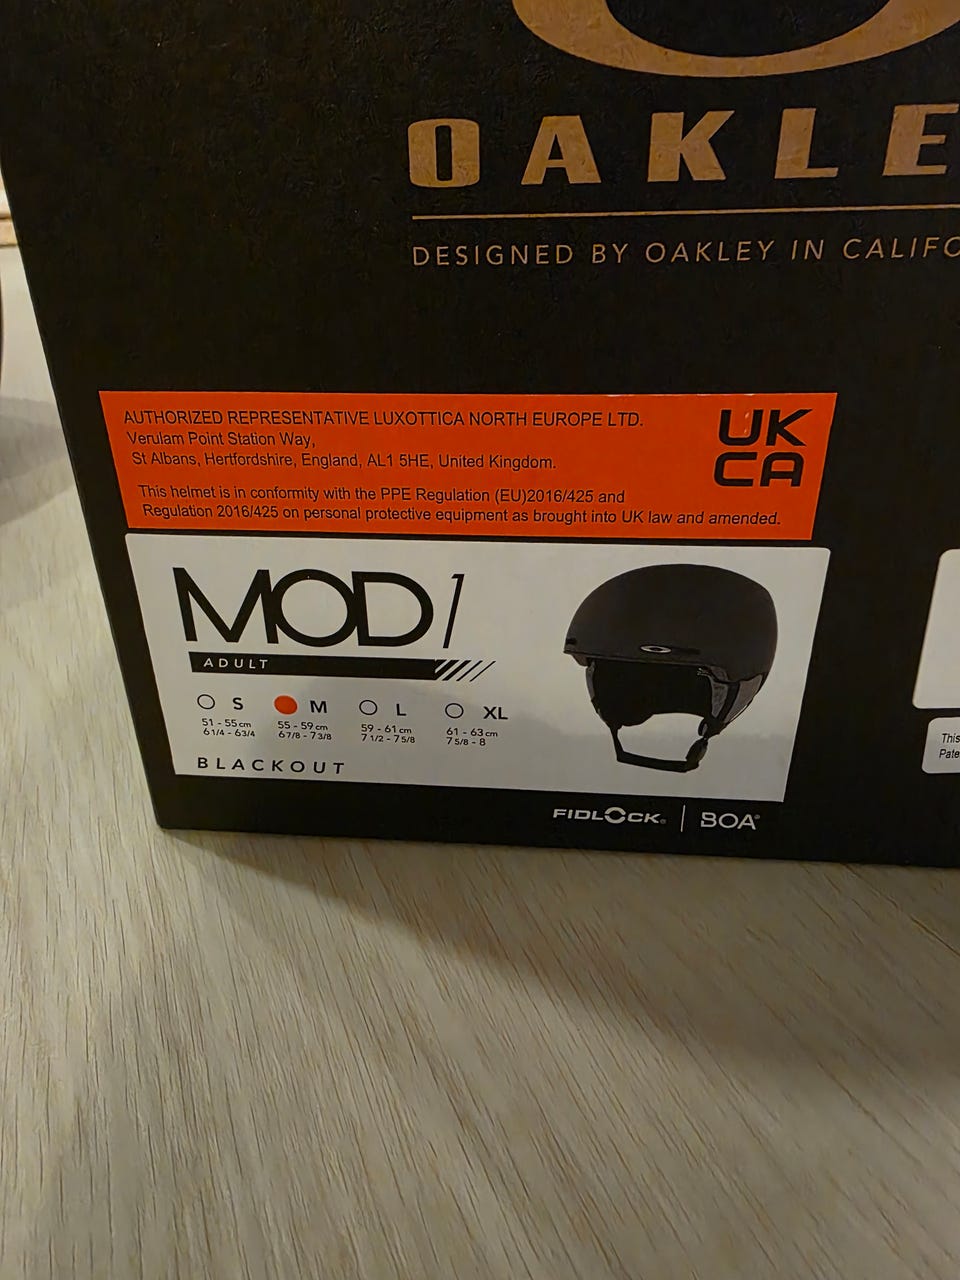 OAKLE
DESIGNED BY OAKLEY IN CALIFO
AUTHORIZED REPRESENTATIVE LUXOTTICA NORTH EUROPE LTD.
Verulam Point Station Way,
St Albans, Hertfordshire, England, AL1 5HE, United Kingdom.
This helmet is in conformity with the PPE Regulation (EU)2016/425 and
Regulation 2016/425 on personal protective equipment as brought into UK law and amended.
UK
CA
MOD1
ADULT
S M L XL
51 - 55 cm 55 - 59 cm 59 - 61 cm 61 - 63 cm
6 1/4 - 6 3/4 6 7/8 - 7 3/8 7 1/2 - 7 5/8 7 5/8 - 8
BLACKOUT
FIDLOCK® | BOA®
This
Pate